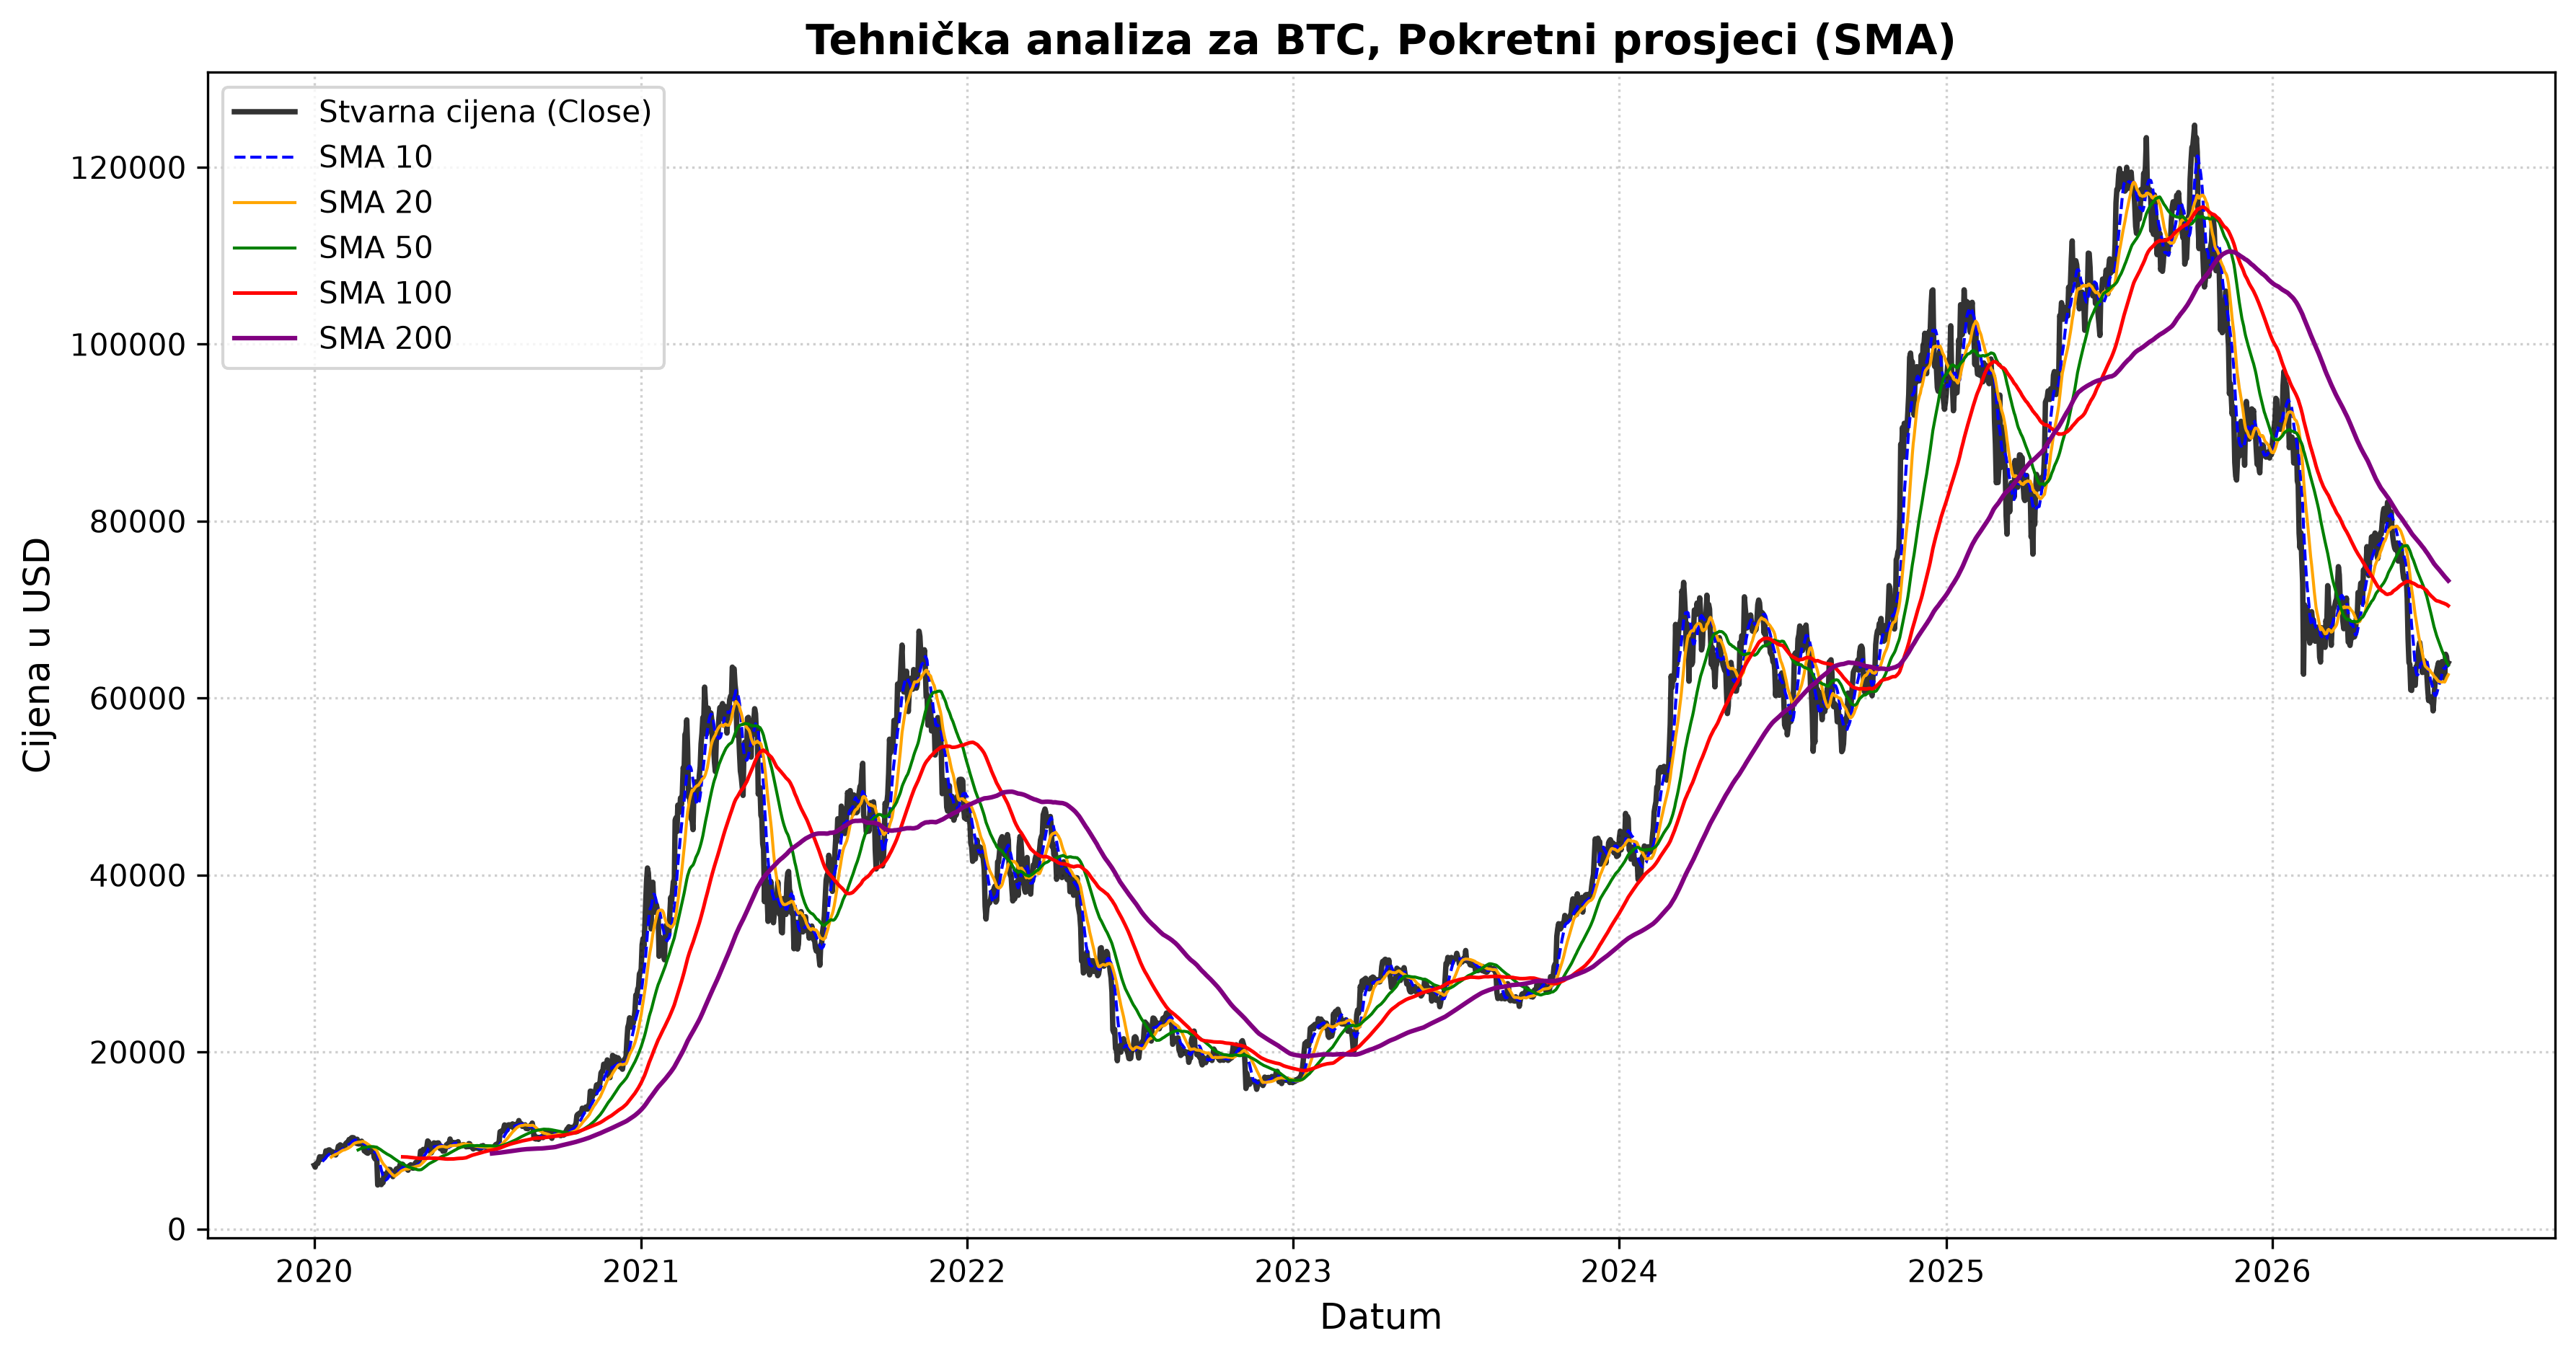 Tehnička analiza za BTC, Pokretni prosjeci (SMA)
Stvarna cijena (Close)
SMA 10
SMA 20
SMA 50
SMA 100
SMA 200
Cijena u USD
120000
100000
80000
60000
40000
20000
0
2020 2021 2022 2023 2024 2025 2026
Datum